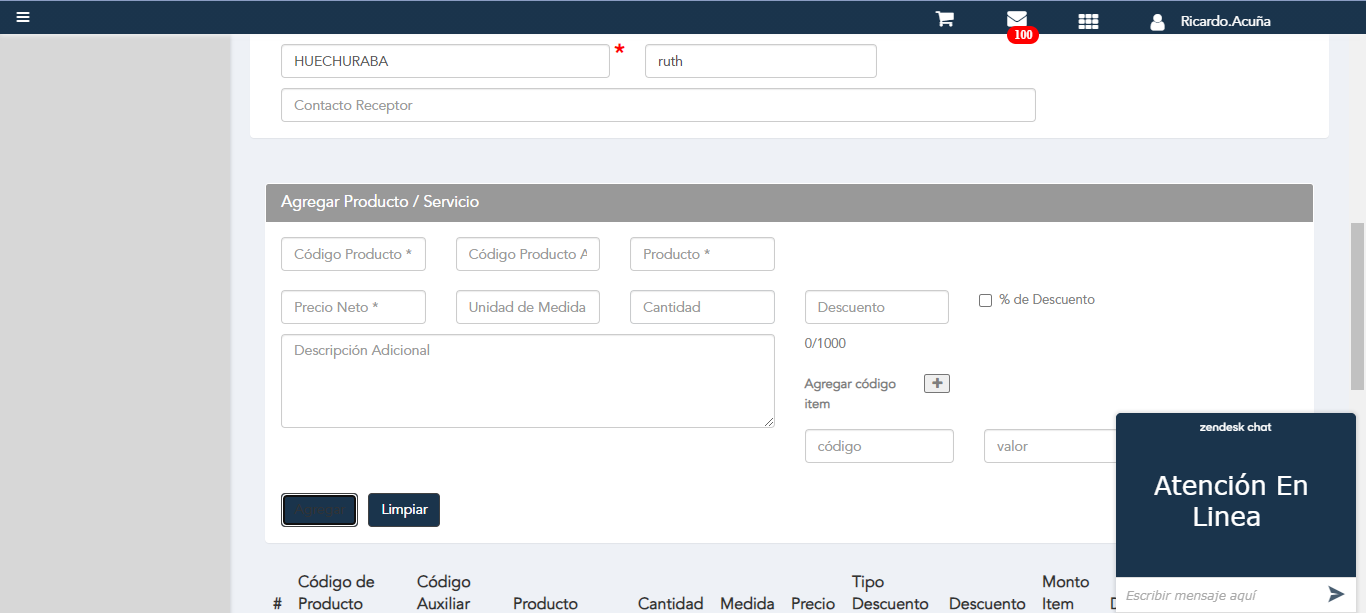 Ricardo.Acuña
100
HUECHURABA * ruth
Contacto Receptor
Agregar Producto / Servicio
Código Producto * Código Producto A Producto *
Precio Neto * Unidad de Medida Cantidad Descuento % de Descuento
Descripción Adicional
0/1000
Agregar código
item
código valor
Agregar Limpiar
zendesk chat
Atención En
Linea
Escribir mensaje aquí
# Código de Producto Código Auxiliar Producto Cantidad Medida Precio Tipo Descuento Descuento Monto Item